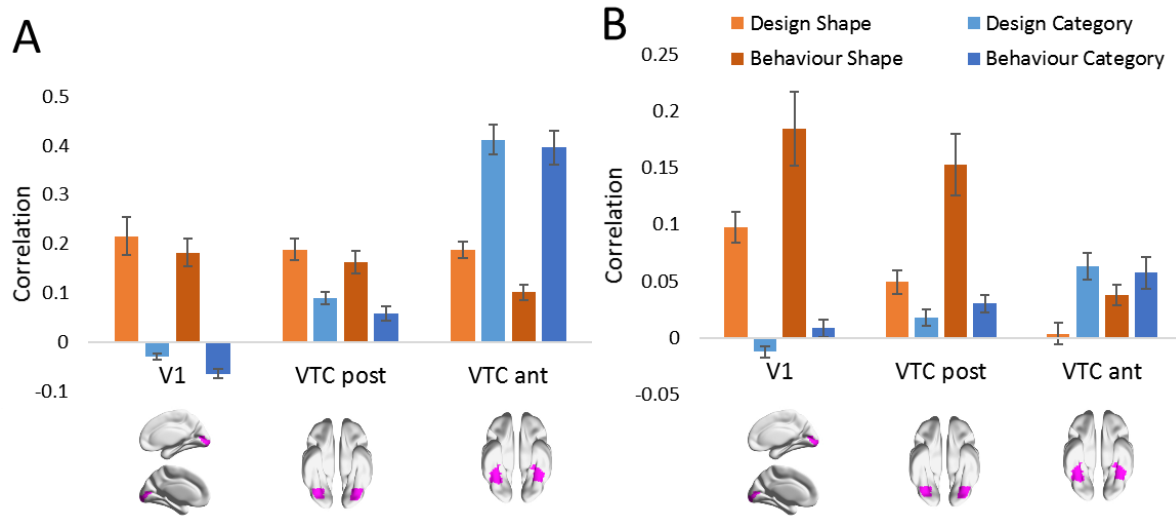 A
Correlation
0.5
0.4
0.3
0.2
0.1
0
-0.1
V1 VTC post VTC ant
B
Design Shape Design Category
Behaviour Shape Behaviour Category
Correlation
0.25
0.2
0.15
0.1
0.05
0
-0.05
V1 VTC post VTC ant